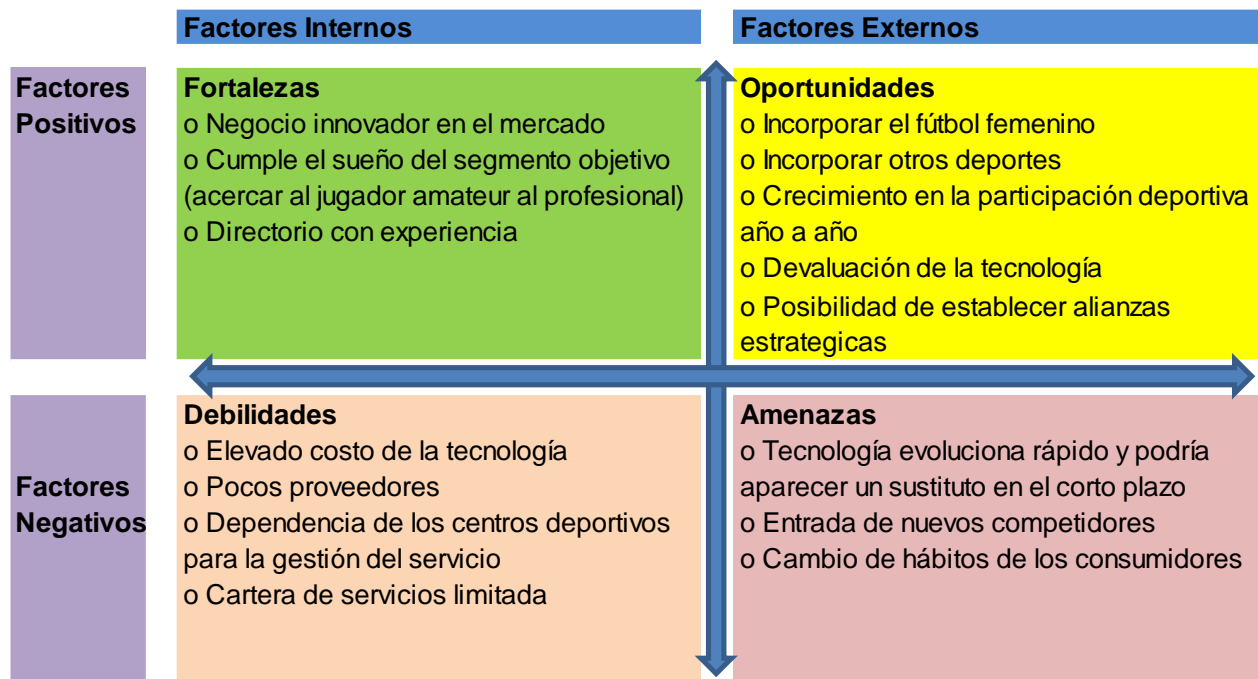 Factores Internos
Factores Externos
Factores
Positivos
Fortalezas
o Negocio innovador en el mercado
o Cumple el sueño del segmento objetivo
(acercar al jugador amateur al profesional)
o Directorio con experiencia
Oportunidades
o Incorporar el fútbol femenino
o Incorporar otros deportes
o Crecimiento en la participación deportiva
año a año
o Devaluación de la tecnología
o Posibilidad de establecer alianzas
estrategicas
Factores
Negativos
Debilidades
o Elevado costo de la tecnología
o Pocos proveedores
o Dependencia de los centros deportivos
para la gestión del servicio
o Cartera de servicios limitada
Amenazas
o Tecnología evoluciona rápido y podría
aparecer un sustituto en el corto plazo
o Entrada de nuevos competidores
o Cambio de hábitos de los consumidores